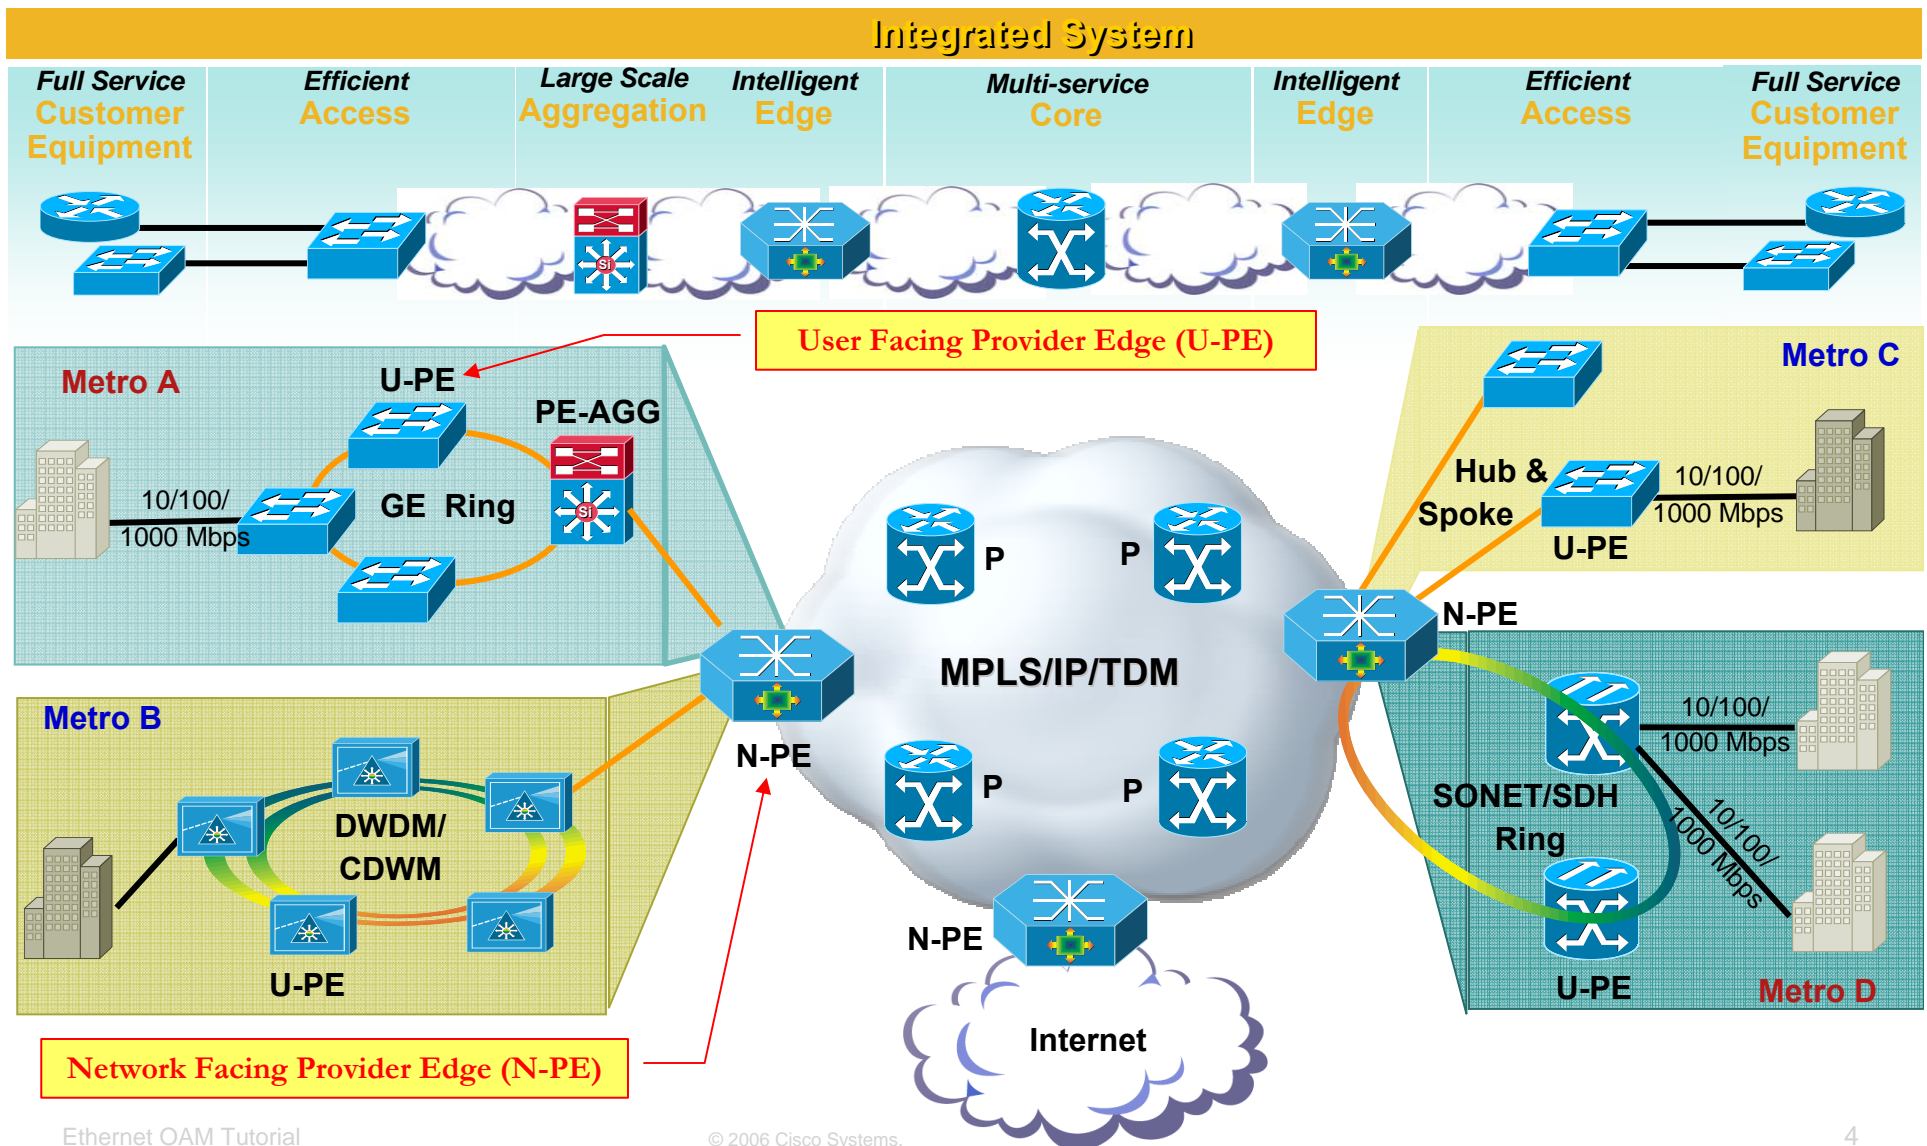 Integrated System
Full Service
Customer
Equipment
Efficient
Access
Large Scale
Aggregation
Intelligent
Edge
Multi-service
Core
Intelligent
Edge
Efficient
Access
Full Service
Customer
Equipment
Si
User Facing Provider Edge (U-PE)
Metro A
U-PE
PE-AGG
10/100/
1000 Mbps
GE Ring
Si
Metro C
Hub &
Spoke
10/100/
1000 Mbps
U-PE
P
P
N-PE
MPLS/IP/TDM
Metro B
N-PE
DWDM/
CDWM
U-PE
P
P
10/100/
1000 Mbps
SONET/SDH
Ring
10/100/
1000 Mbps
U-PE
Metro D
N-PE
Internet
Network Facing Provider Edge (N-PE)
Ethernet OAM Tutorial
© 2006 Cisco Systems.
4